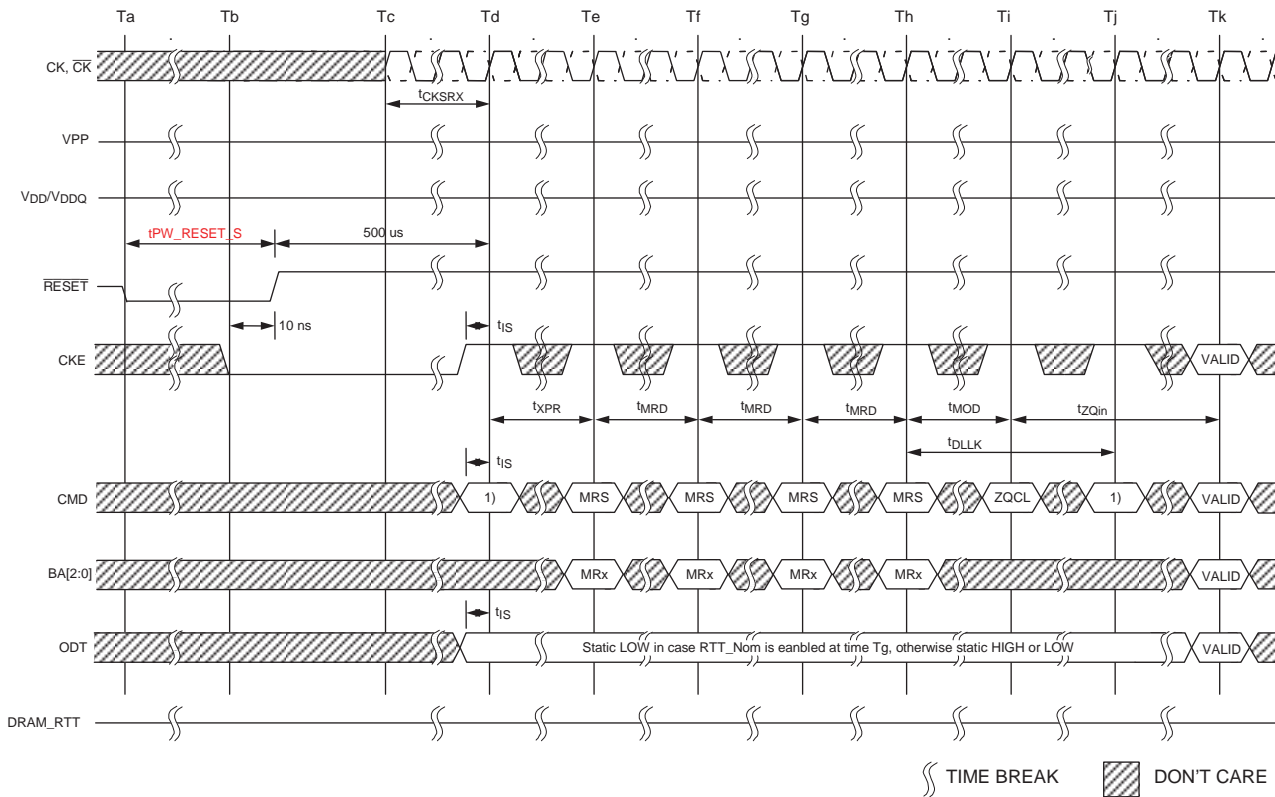 Ta Tb Tc Td Te Tf Tg Th Ti Tj Tk
CK, CK
tCKSRX
VPP
VDD/VDDQ
tPW_RESET_S 500 us
RESET
10 ns tIS
CKE VALID
tXPR tMRD tMRD tMRD tMOD tZQin
tDLLK
tIS
CMD 1) MRS MRS MRS MRS ZQCL 1) VALID
BA[2:0] MRx MRx MRx MRx VALID
tIS
ODT Static LOW in case RTT_Nom is eanbled at time Tg, otherwise static HIGH or LOW VALID
DRAM_RTT
TIME BREAK DON'T CARE